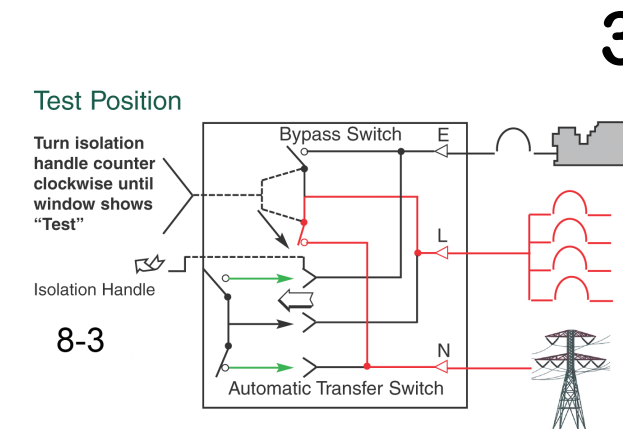 3
Test Position
Turn isolation
handle counter
clockwise until
window shows
“Test”
Bypass Switch
E
L
Isolation Handle
8-3
N
Automatic Transfer Switch